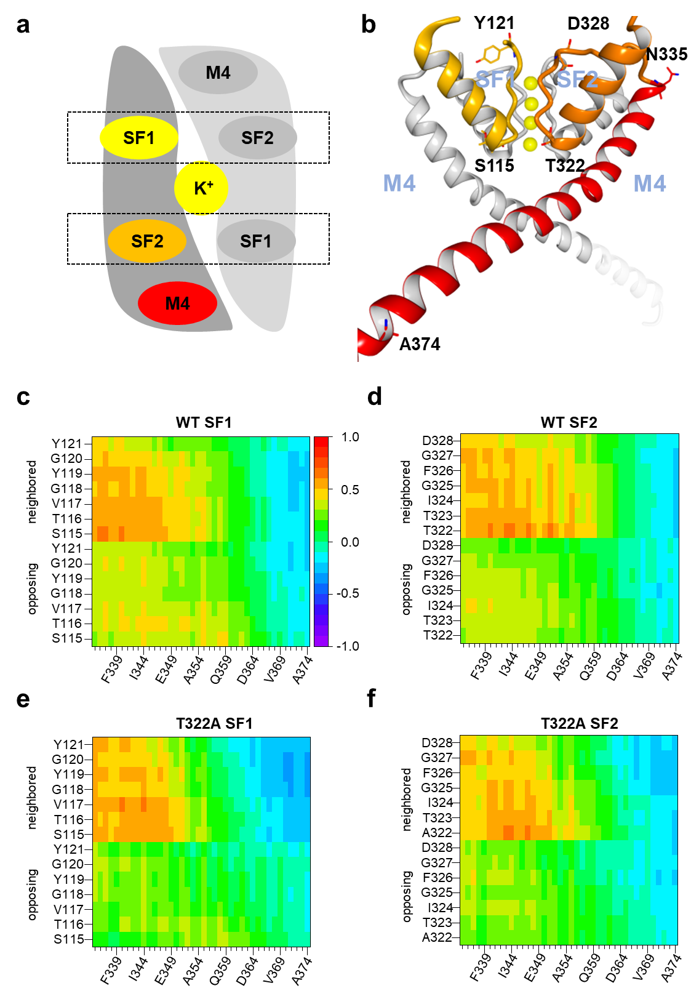 a
M4
SF1
SF2
K+
SF2
SF1
M4
b
Y121
D328
N335
SF1
SF2
S115
T322
M4
M4
A374
c
WT SF1
neighbored
opposing
Y121
G120
Y119
G118
V117
T116
S115
Y121
G120
Y119
G118
V117
T116
S115
F339
I344
E349
A354
Q359
D364
V369
A374
1.0
0.5
0.0
-0.5
-1.0
d
WT SF2
neighbored
opposing
D328
G327
F326
G325
I324
T323
T322
D328
G327
F326
G325
I324
T323
T322
F339
I344
E349
A354
Q359
D364
V369
A374
e
T322A SF1
neighbored
opposing
Y121
G120
Y119
G118
V117
T116
S115
Y121
G120
Y119
G118
V117
T116
S115
F339
I344
E349
A354
Q359
D364
V369
A374
f
T322A SF2
neighbored
opposing
D328
G327
F326
G325
I324
T323
A322
D328
G327
F326
G325
I324
T323
A322
F339
I344
E349
A354
Q359
D364
V369
A374